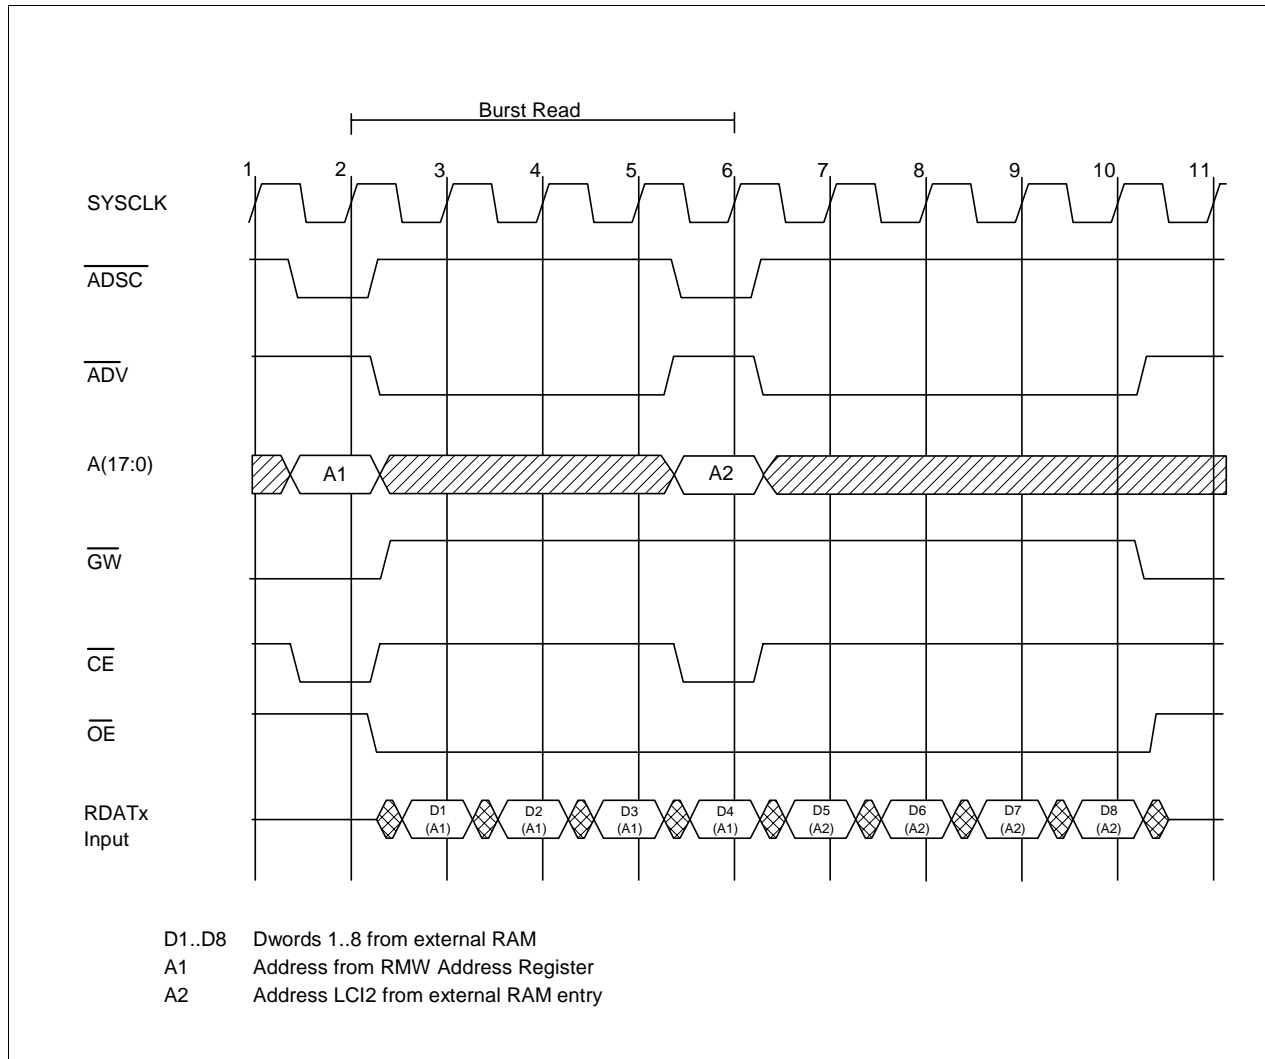 Burst Read
1 2 3 4 5 6 7 8 9 10 11
SYSCLK
ADSC
ADV
A(17:0) A1 A2
GW
CE
OE
RDATx
Input
D1 D2 D3 D4 D5 D6 D7 D8
(A1) (A1) (A1) (A1) (A2) (A2) (A2) (A2)
D1..D8 Dwords 1..8 from external RAM
A1 Address from RMW Address Register
A2 Address LCI2 from external RAM entry